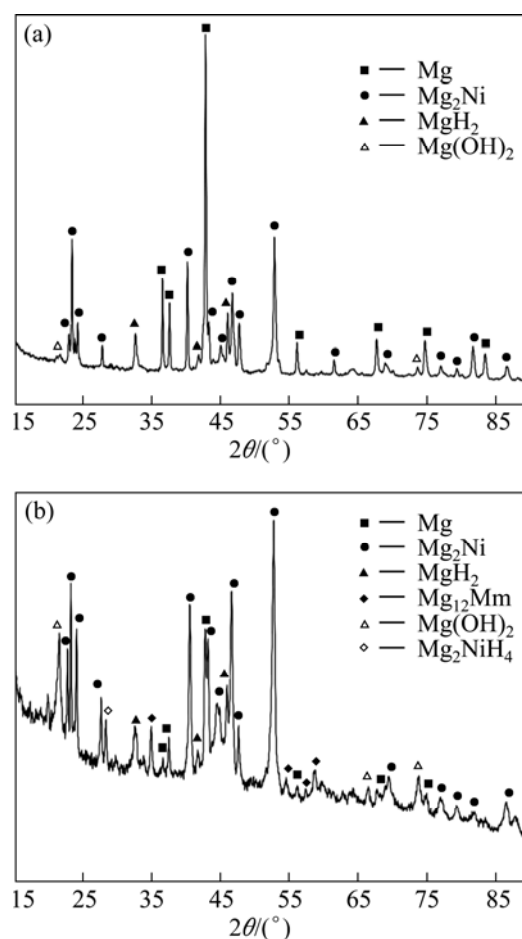 (a)
■ — Mg
● — Mg₂Ni
▲ — MgH₂
△ — Mg(OH)₂
15 25 35 45 55 65 75 85
2θ/(°)
(b)
■ — Mg
● — Mg₂Ni
▲ — MgH₂
◆ — Mg₁₂Mm
△ — Mg(OH)₂
◇ — Mg₂NiH₄
15 25 35 45 55 65 75 85
2θ/(°)